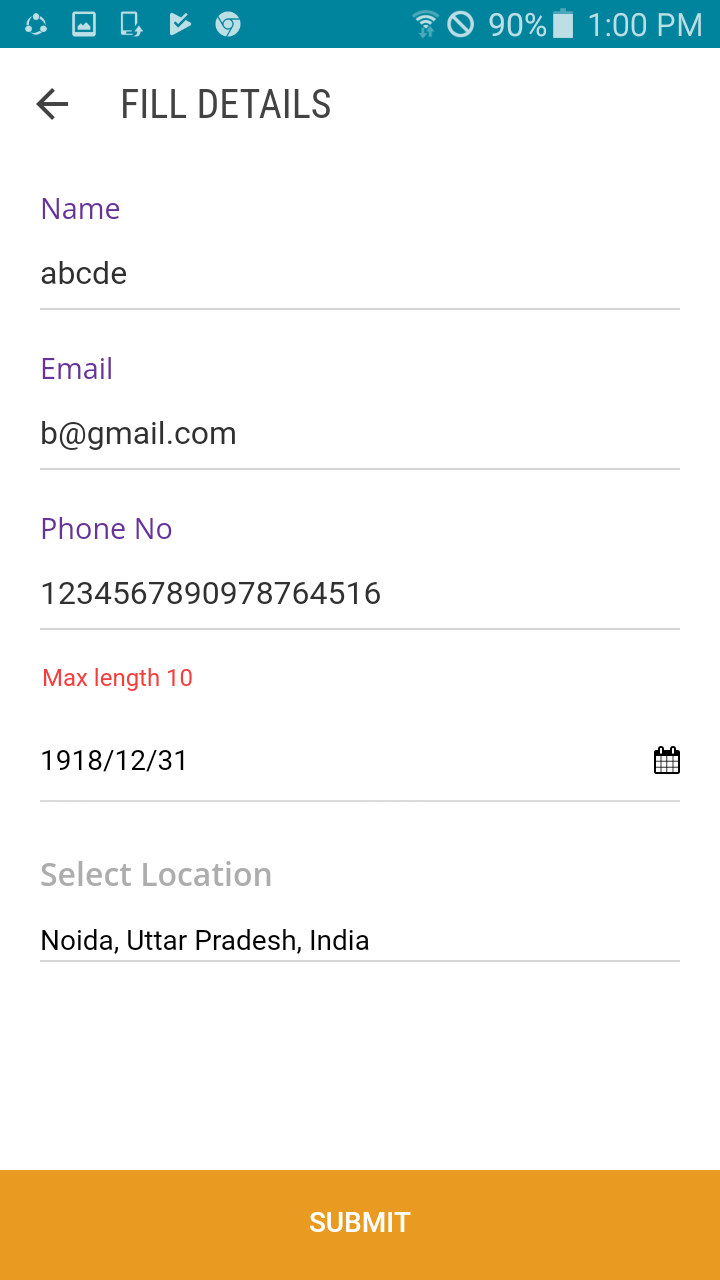 90% 1:00 PM
FILL DETAILS
Name
abcde
Email
b@gmail.com
Phone No
1234567890978764516
Max length 10
1918/12/31
Select Location
Noida, Uttar Pradesh, India
SUBMIT